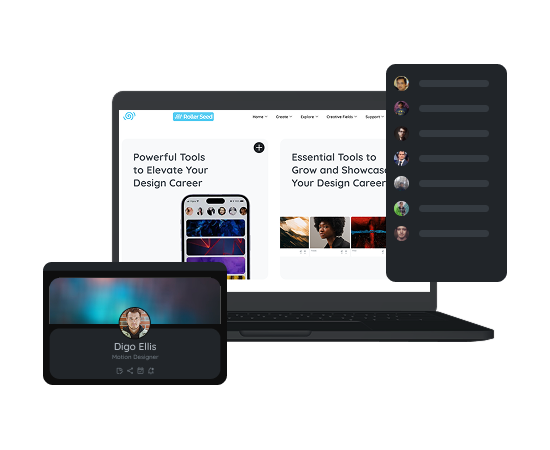 Roller Seed
Home Create Explore Creative Fields Support
Powerful Tools
to Elevate Your
Design Career
Essential Tools to
Grow and Showcase
Your Design Career
Digo Ellis
Motion Designer